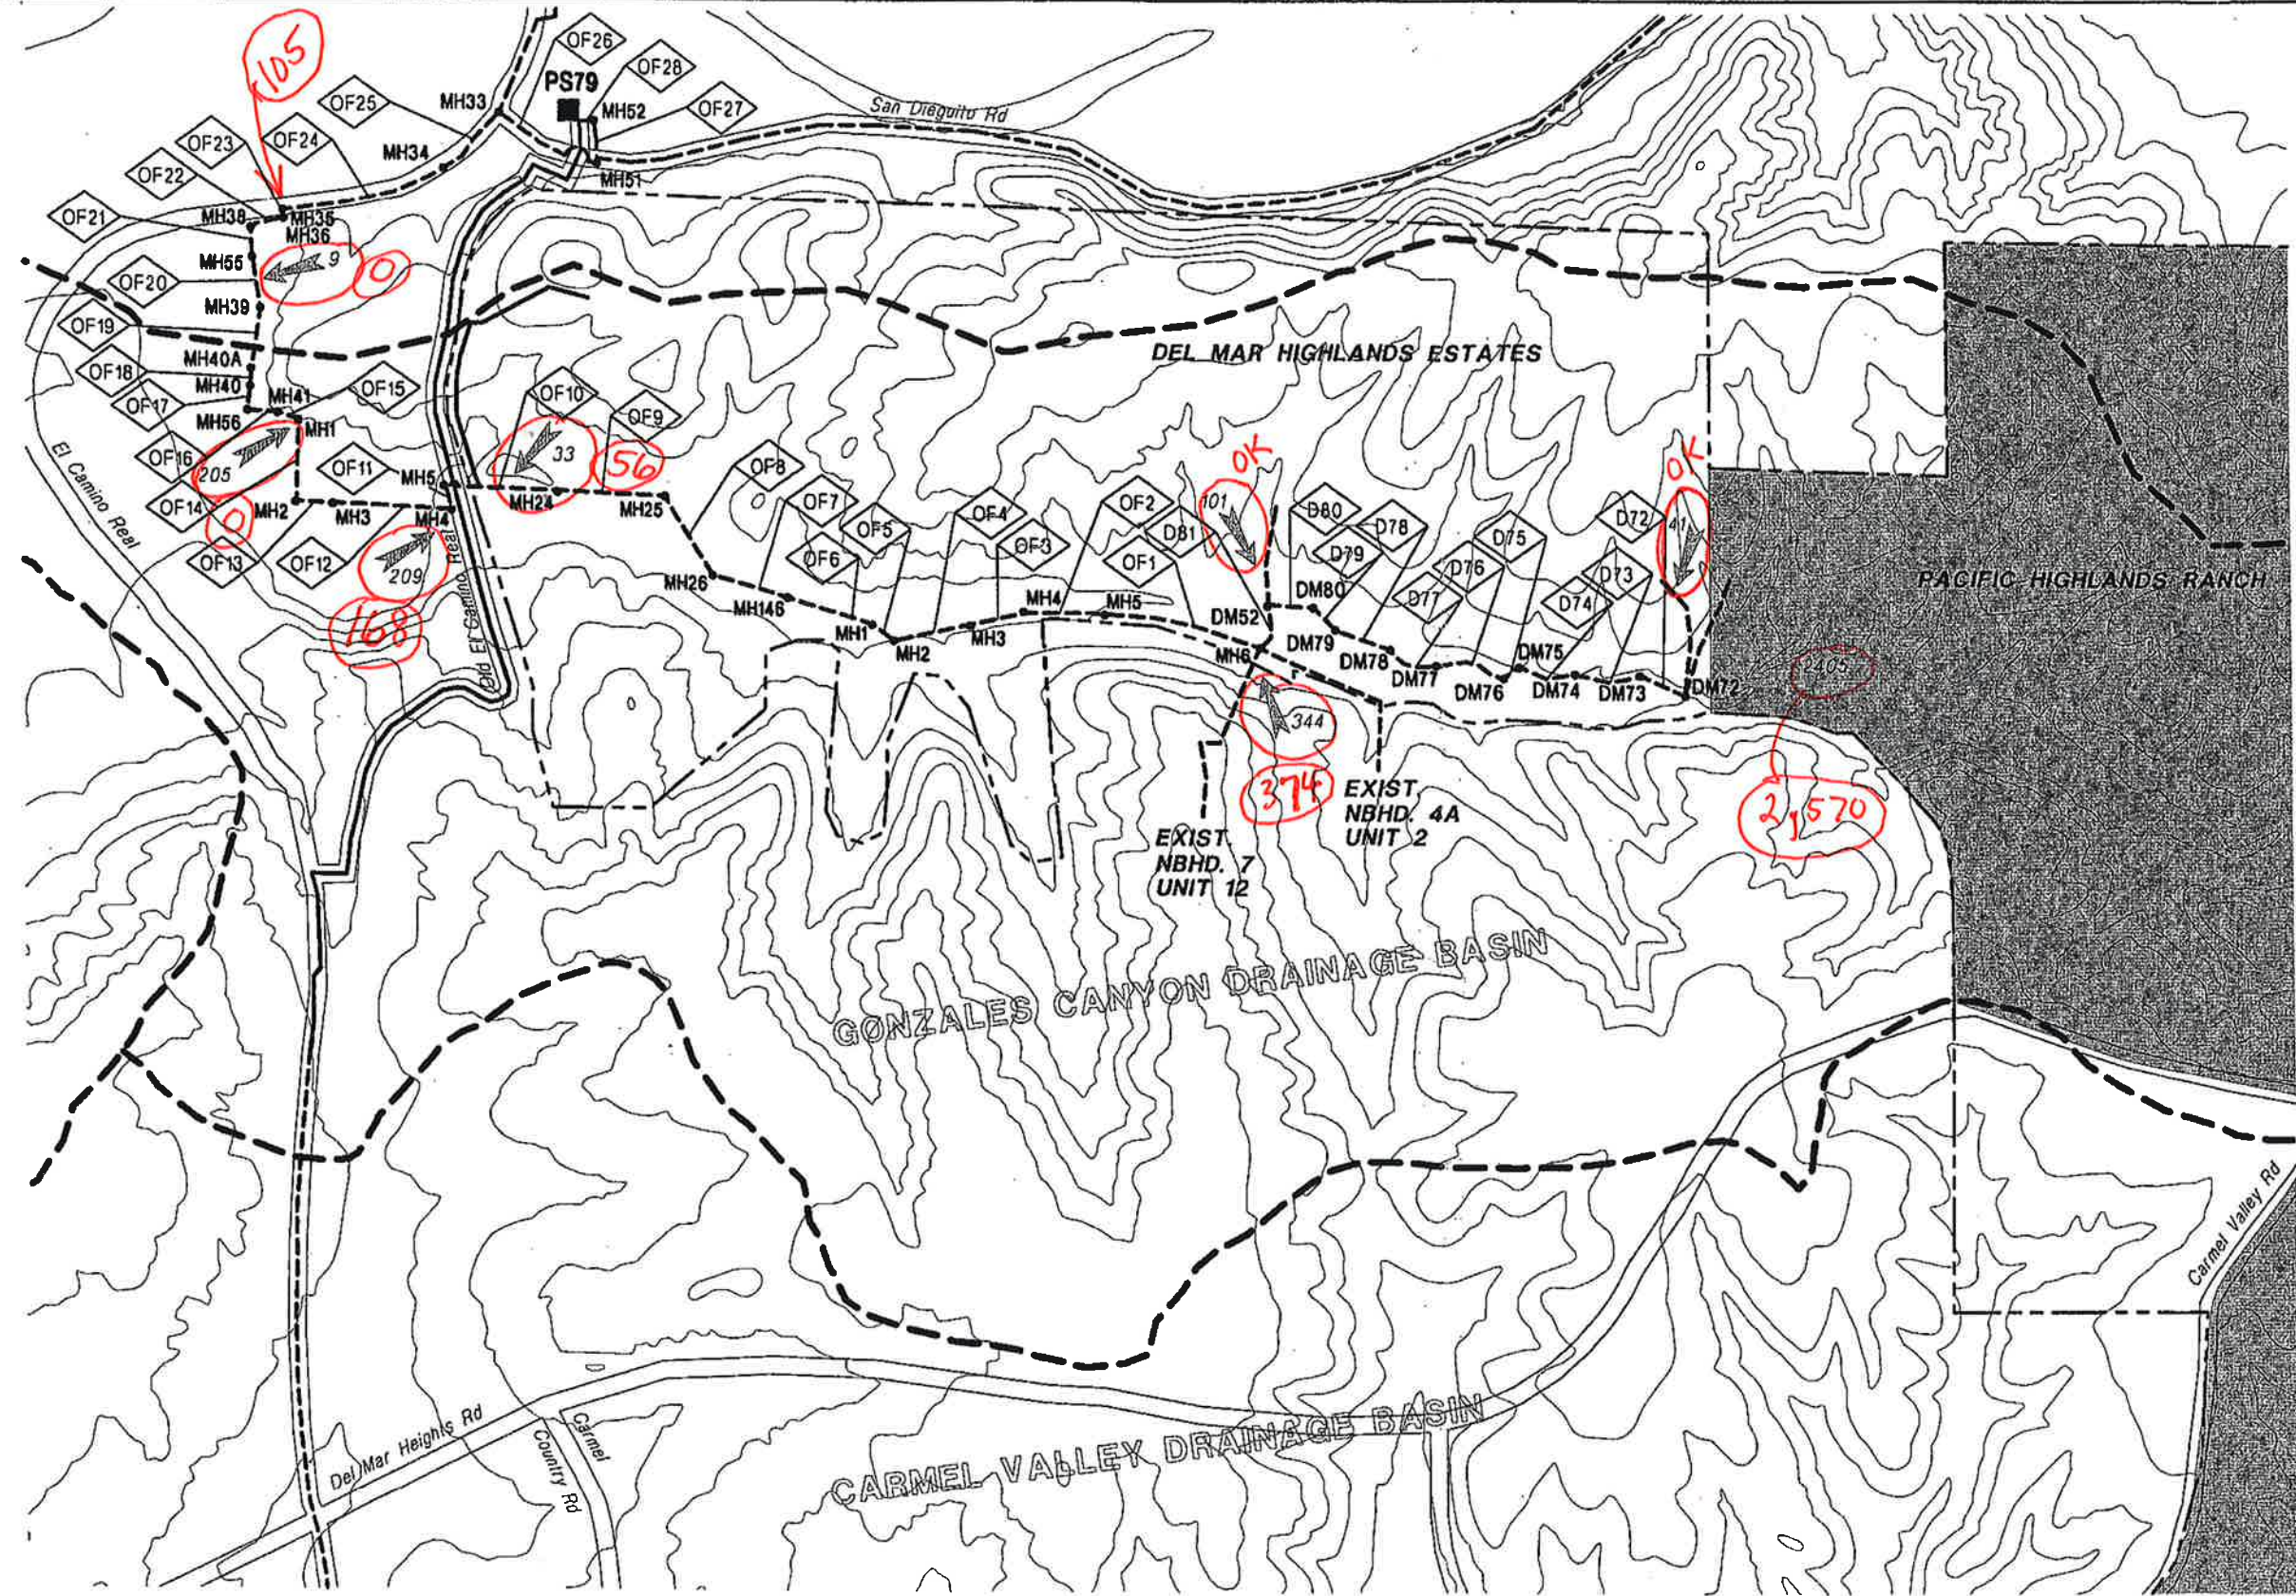 105
OF26
OF28
PS79
OF25
MH33
MH52
OF27
San Dieguito Rd
OF23
OF24
MH34
OF22
MH51
OF21
MH38
MH35
MH36
MH55
9
0
OF20
MH39
OF19
DEL MAR HIGHLANDS ESTATES
MH40A
OF18
MH40
OF15
OF10
OF17
MH41
OF9
MH56
MH1
El Camino Real
OF16
205
OF11
MH5
33
56
OF8
OK
OK
OF14
0
MH2
MH3
MH4
MH24
MH25
OF7
OF5
OF4
OF2
D81
101
D80
D78
D72
41
OF13
OF12
209
OF6
OF3
OF1
D79
D76
D75
D73
PACIFIC HIGHLANDS RANCH
168
Old El Camino Real
MH26
MH146
MH4
MH5
DM52
DM80
D77
D74
MH1
MH2
MH3
MH6
DM79
DM78
DM77
DM76
DM75
DM74
DM73
DM72
2405
344
374
2,570
EXIST.
NBHD. 4A
UNIT 2
EXIST.
NBHD. 7
UNIT 12
GONZALES CANYON DRAINAGE BASIN
Carmel Valley Rd
Del Mar Heights Rd
Carmel
Country Rd
CARMEL VALLEY DRAINAGE BASIN